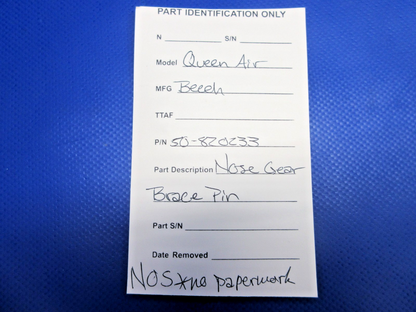 PART IDENTIFICATION ONLY
N S/N
Model Queen Air
MFG Beech
TTAF
P/N 50-820233
Part Description Nose Gear
Brace Pin
Part S/N
Date Removed
NOS *no paperwork